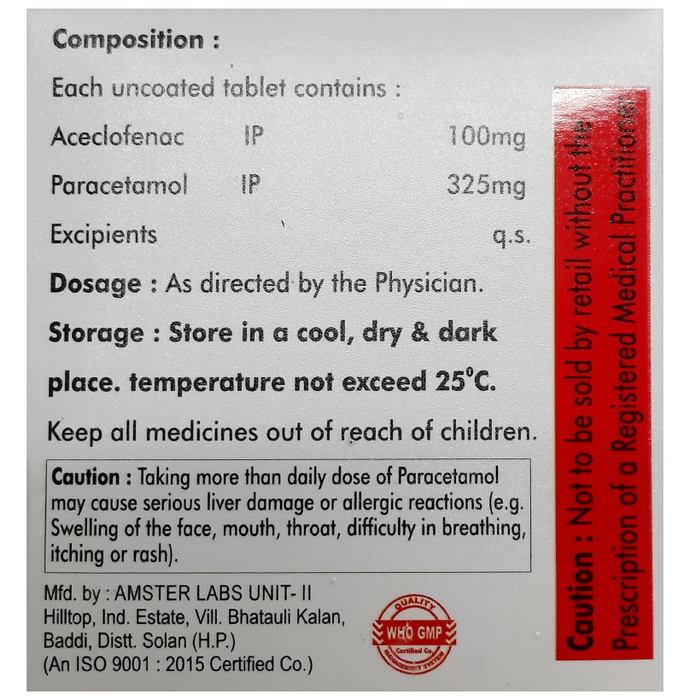 Composition :
Each uncoated tablet contains :
Aceclofenac IP 100mg
Paracetamol IP 325mg
Excipients q.s.
Dosage : As directed by the Physician.
Storage : Store in a cool, dry & dark
place. temperature not exceed 25°C.
Keep all medicines out of reach of children.
Caution : Taking more than daily dose of Paracetamol
may cause serious liver damage or allergic reactions (e.g.
Swelling of the face, mouth, throat, difficulty in breathing,
itching or rash).
Mfd. by : AMSTER LABS UNIT- II
Hilltop, Ind. Estate, Vill. Bhatauli Kalan,
Baddi, Distt. Solan (H.P.)
(An ISO 9001 : 2015 Certified Co.)
QUALITY
WHO GMP
Certified Co.
MANAGEMENT SYSTEM
Caution : Not to be sold by retail without the
Prescription of a Registered Medical Practitioner